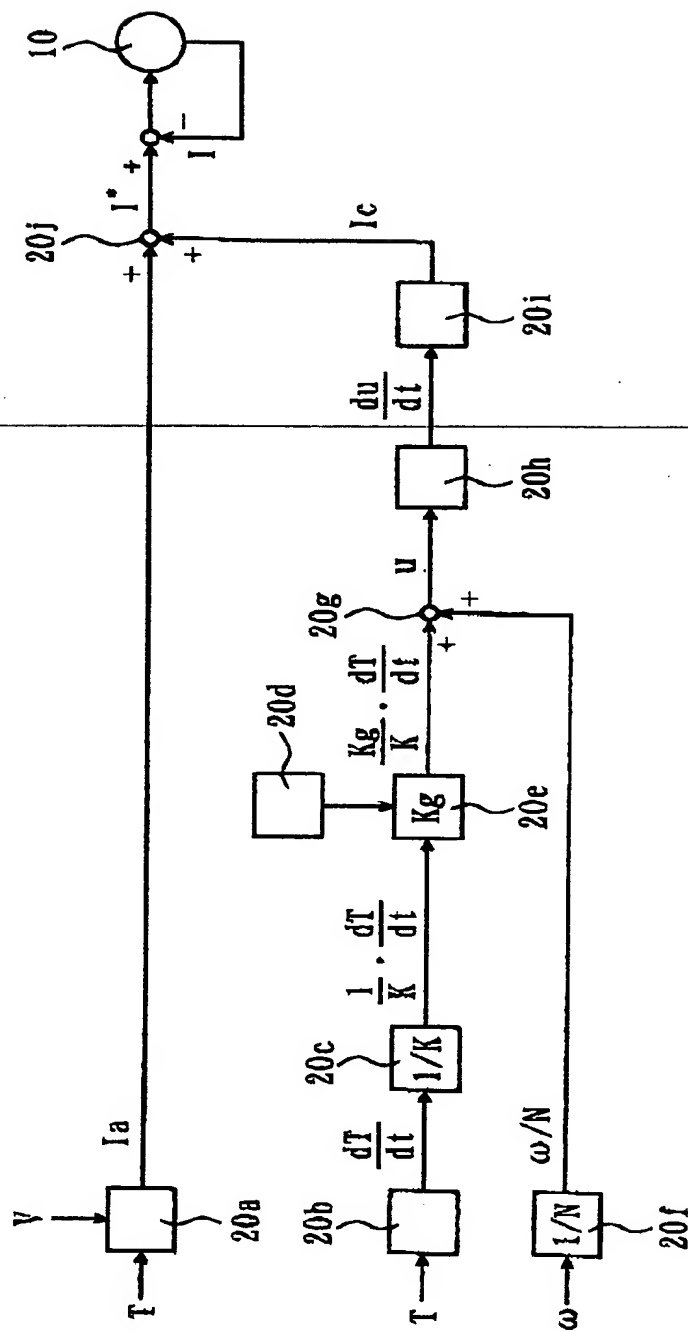 10
I* + −
I
20j
+ +
Ic
V
T
Ia
20a
20i
du/dt
20h
u
20g
+ +
Kg/K · dT/dt
20d
Kg
20e
1/K · dT/dt
20c
1/K
dT/dt
T
20b
ω/N
ω
1/N
20f